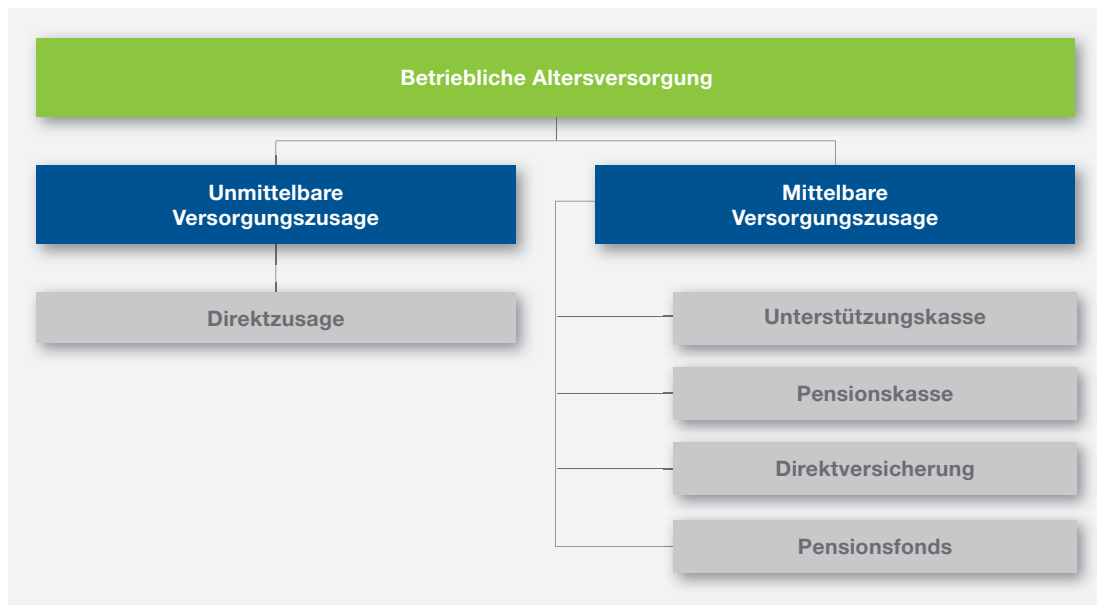 Betriebliche Altersversorgung
Unmittelbare
Versorgungszusage
Mittelbare
Versorgungszusage
Direktzusage
Unterstützungskasse
Pensionskasse
Direktversicherung
Pensionsfonds